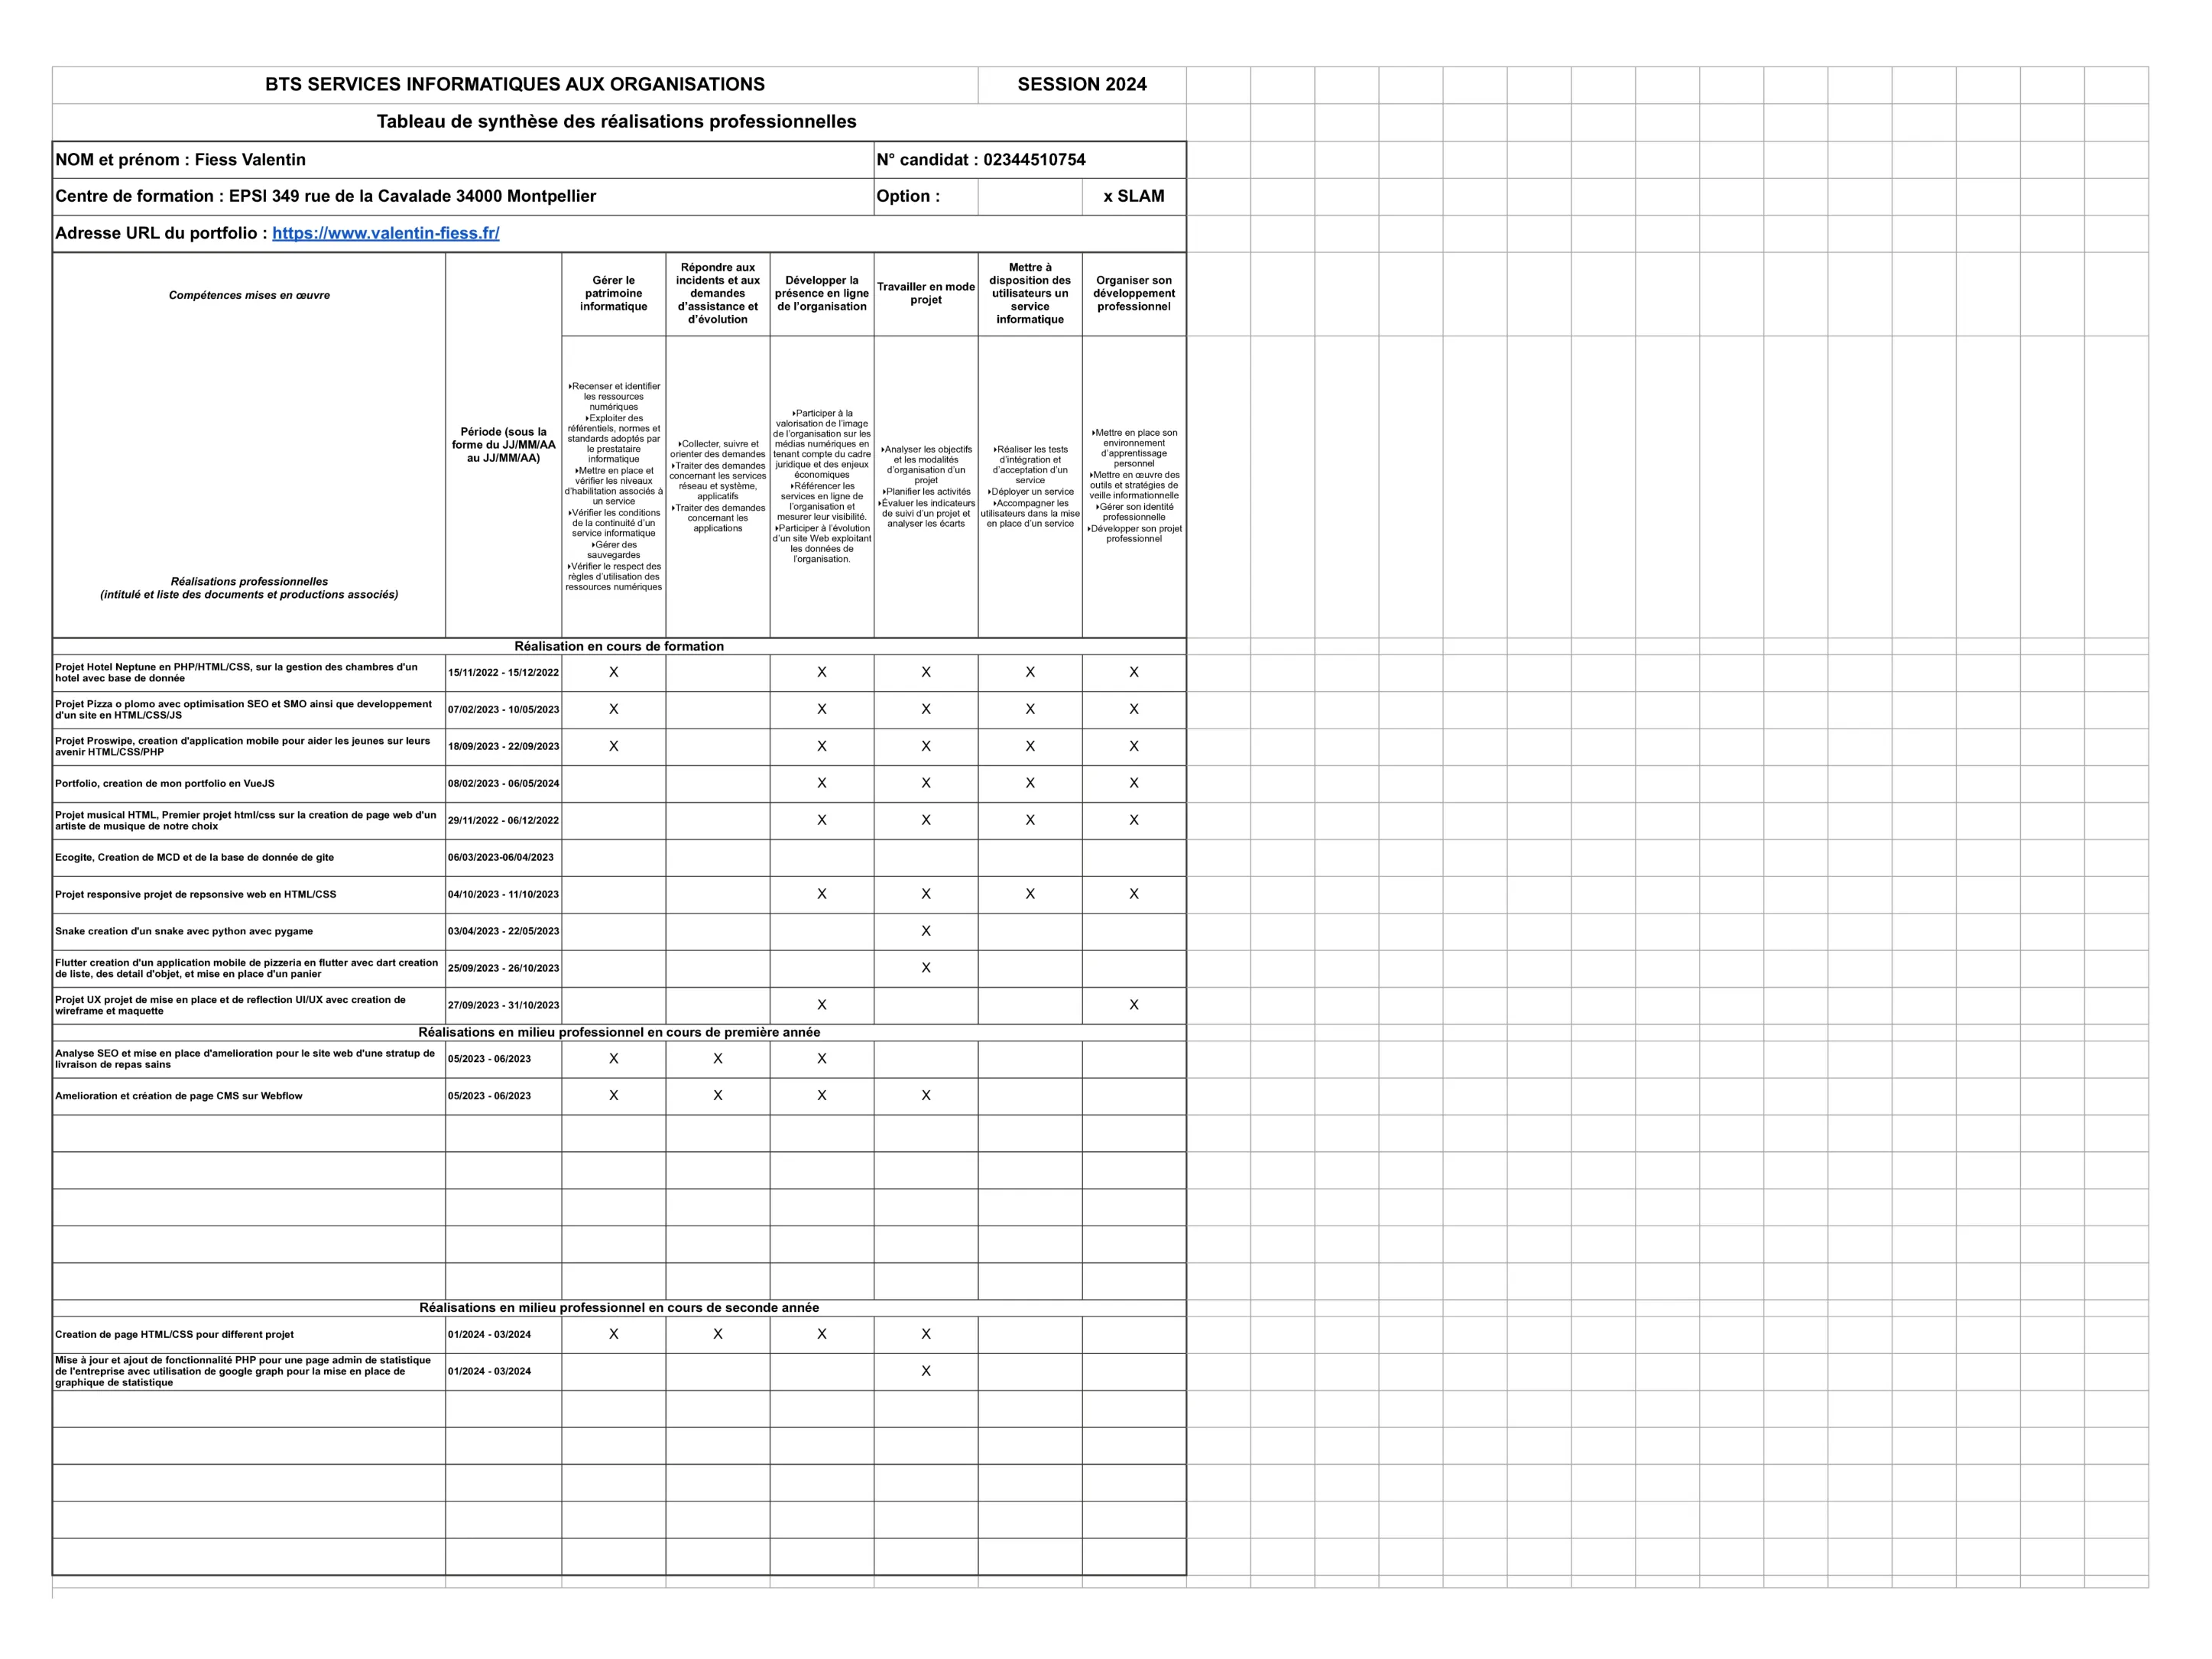 BTS SERVICES INFORMATIQUES AUX ORGANISATIONS
SESSION 2024
Tableau de synthèse des réalisations professionnelles
NOM et prénom : Fiess Valentin
N° candidat : 02344510754
Centre de formation : EPSI 349 rue de la Cavalade 34000 Montpellier
Option :
x SLAM
Adresse URL du portfolio : https://www.valentin-fiess.fr/
Compétences mises en œuvre
Réalisations professionnelles
(intitulé et liste des documents et productions associés)
Période (sous la
forme du JJ/MM/AA
au JJ/MM/AA)
Gérer le
patrimoine
informatique
Répondre aux
incidents et aux
demandes
d'assistance et
d'évolution
Développer la
présence en ligne
de l'organisation
Travailler en mode
projet
Mettre à
disposition des
utilisateurs un
service
informatique
Organiser son
développement
professionnel
‣Recenser et identifier
les ressources
numériques
‣Exploiter des
référentiels, normes et
standards adoptés par
le prestataire
informatique
‣Mettre en place et
vérifier les niveaux
d'habilitation associés à
un service
‣Vérifier les conditions
de la continuité d'un
service informatique
‣Gérer des
sauvegardes
‣Vérifier le respect des
règles d'utilisation des
ressources numériques
‣Collecter, suivre et
orienter des demandes
‣Traiter des demandes
concernant les services
réseau et système,
applicatifs
‣Traiter des demandes
concernant les
applications
‣Participer à la
valorisation de l'image
de l'organisation sur les
médias numériques en
tenant compte du cadre
juridique et des enjeux
économiques
‣Référencer les
services en ligne de
l'organisation et
mesurer leur visibilité.
‣Participer à l'évolution
d'un site Web exploitant
les données de
l'organisation.
‣Analyser les objectifs
et les modalités
d'organisation d'un
projet
‣Planifier les activités
‣Évaluer les indicateurs
de suivi d'un projet et
analyser les écarts
‣Réaliser les tests
d'intégration et
d'acceptation d'un
service
‣Déployer un service
‣Accompagner les
utilisateurs dans la mise
en place d'un service
‣Mettre en place son
environnement
d'apprentissage
personnel
‣Mettre en œuvre des
outils et stratégies de
veille informationnelle
‣Gérer son identité
professionnelle
‣Développer son projet
professionnel
Réalisation en cours de formation
Projet Hotel Neptune en PHP/HTML/CSS, sur la gestion des chambres d'un
hotel avec base de donnée
15/11/2022 - 15/12/2022 X X X X X
Projet Pizza o plomo avec optimisation SEO et SMO ainsi que developpement
d'un site en HTML/CSS/JS
07/02/2023 - 10/05/2023 X X X X X
Projet Proswipe, creation d'application mobile pour aider les jeunes sur leurs
avenir HTML/CSS/PHP
18/09/2023 - 22/09/2023 X X X X X
Portfolio, creation de mon portfolio en VueJS
08/02/2023 - 06/05/2024 X X X X
Projet musical HTML, Premier projet html/css sur la creation de page web d'un
artiste de musique de notre choix
29/11/2022 - 06/12/2022 X X X X
Ecogite, Creation de MCD et de la base de donnée de gite
06/03/2023-06/04/2023
Projet responsive projet de repsonsive web en HTML/CSS
04/10/2023 - 11/10/2023 X X X X
Snake creation d'un snake avec python avec pygame
03/04/2023 - 22/05/2023 X
Flutter creation d'un application mobile de pizzeria en flutter avec dart creation
de liste, des detail d'objet, et mise en place d'un panier
25/09/2023 - 26/10/2023 X
Projet UX projet de mise en place et de reflection UI/UX avec creation de
wireframe et maquette
27/09/2023 - 31/10/2023 X X
Réalisations en milieu professionnel en cours de première année
Analyse SEO et mise en place d'amelioration pour le site web d'une stratup de
livraison de repas sains
05/2023 - 06/2023 X X X
Amelioration et création de page CMS sur Webflow
05/2023 - 06/2023 X X X X
Réalisations en milieu professionnel en cours de seconde année
Creation de page HTML/CSS pour different projet
01/2024 - 03/2024 X X X X
Mise à jour et ajout de fonctionnalité PHP pour une page admin de statistique
de l'entreprise avec utilisation de google graph pour la mise en place de
graphique de statistique
01/2024 - 03/2024 X